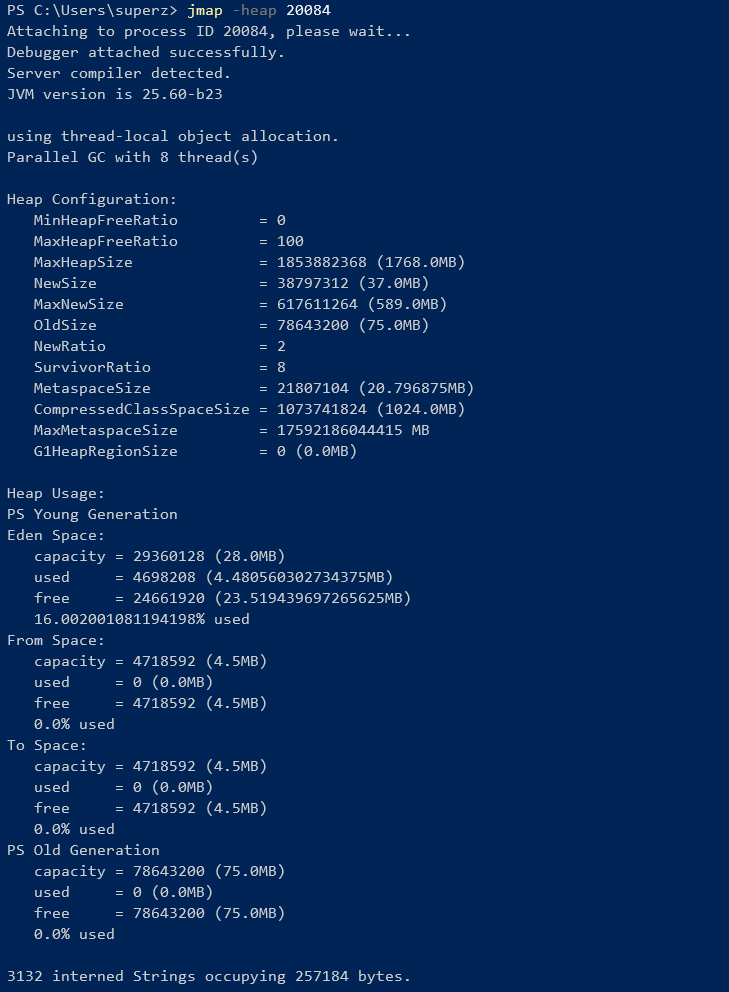 PS C:\Users\superz> jmap -heap 20084
Attaching to process ID 20084, please wait...
Debugger attached successfully.
Server compiler detected.
JVM version is 25.60-b23

using thread-local object allocation.
Parallel GC with 8 thread(s)

Heap Configuration:
   MinHeapFreeRatio         = 0
   MaxHeapFreeRatio         = 100
   MaxHeapSize              = 1853882368 (1768.0MB)
   NewSize                  = 38797312 (37.0MB)
   MaxNewSize               = 617611264 (589.0MB)
   OldSize                  = 78643200 (75.0MB)
   NewRatio                 = 2
   SurvivorRatio            = 8
   MetaspaceSize            = 21807104 (20.796875MB)
   CompressedClassSpaceSize = 1073741824 (1024.0MB)
   MaxMetaspaceSize         = 17592186044415 MB
   G1HeapRegionSize         = 0 (0.0MB)

Heap Usage:
PS Young Generation
Eden Space:
   capacity = 29360128 (28.0MB)
   used     = 4698208 (4.480560302734375MB)
   free     = 24661920 (23.519439697265625MB)
   16.002001081194198% used
From Space:
   capacity = 4718592 (4.5MB)
   used     = 0 (0.0MB)
   free     = 4718592 (4.5MB)
   0.0% used
To Space:
   capacity = 4718592 (4.5MB)
   used     = 0 (0.0MB)
   free     = 4718592 (4.5MB)
   0.0% used
PS Old Generation
   capacity = 78643200 (75.0MB)
   used     = 0 (0.0MB)
   free     = 78643200 (75.0MB)
   0.0% used

3132 interned Strings occupying 257184 bytes.